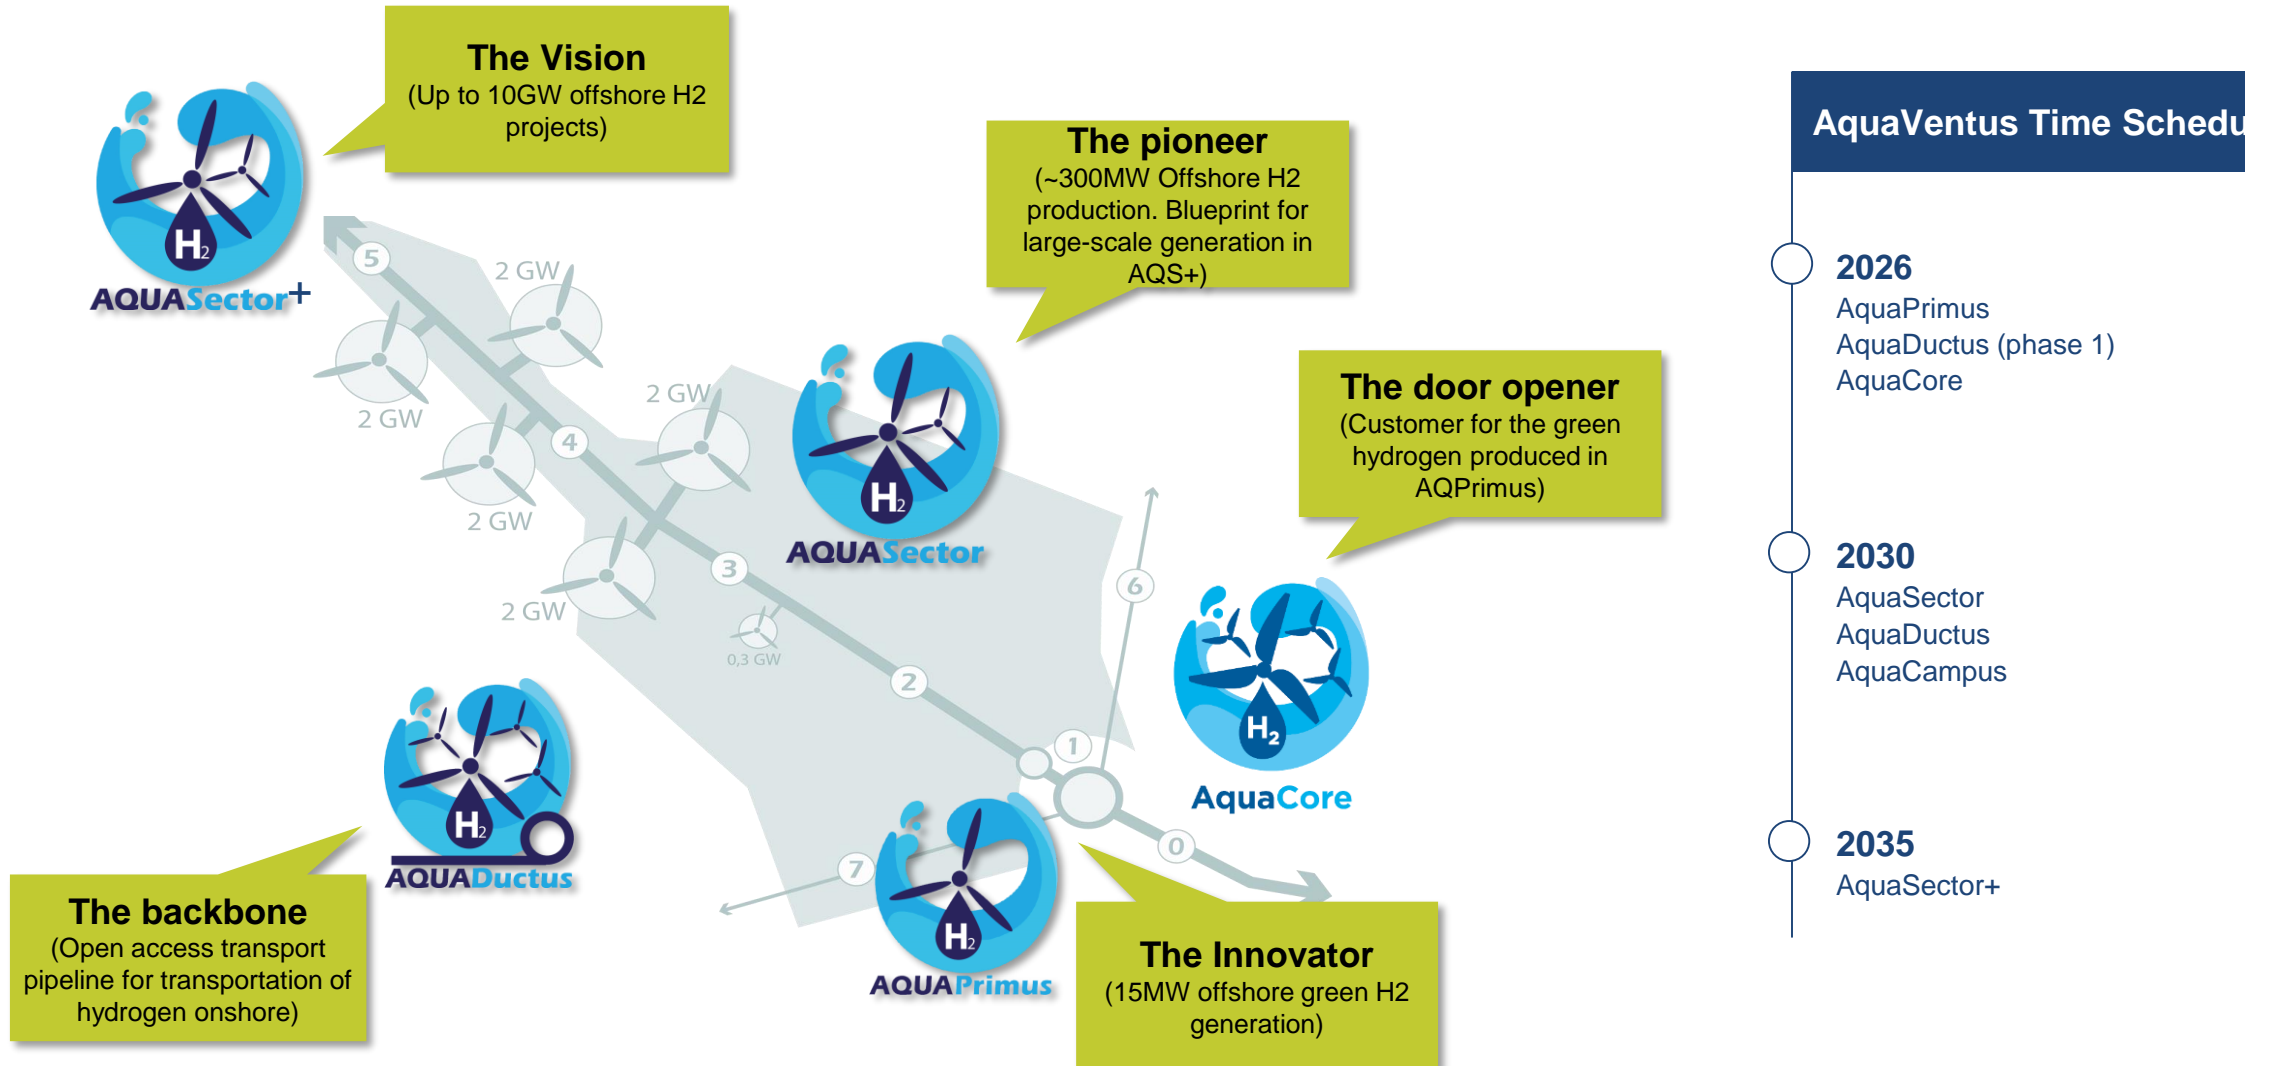 The Vision
(Up to 10GW offshore H2
projects)
AQUASector+
H2
The pioneer
(~300MW Offshore H2
production. Blueprint for
large-scale generation in
AQS+)
H2
AQUASector
The door opener
(Customer for the green
hydrogen produced in
AQPrimus)
H2
AquaCore
5
2 GW
2 GW
2 GW
4
2 GW
3
2 GW
0,3 GW
6
2
1
7
0
H2
AQUADuctus
The backbone
(Open access transport
pipeline for transportation of
hydrogen onshore)
H2
AQUAPrimus
The Innovator
(15MW offshore green H2
generation)
AquaVentus Time Schedu
2026
AquaPrimus
AquaDuctus (phase 1)
AquaCore
2030
AquaSector
AquaDuctus
AquaCampus
2035
AquaSector+